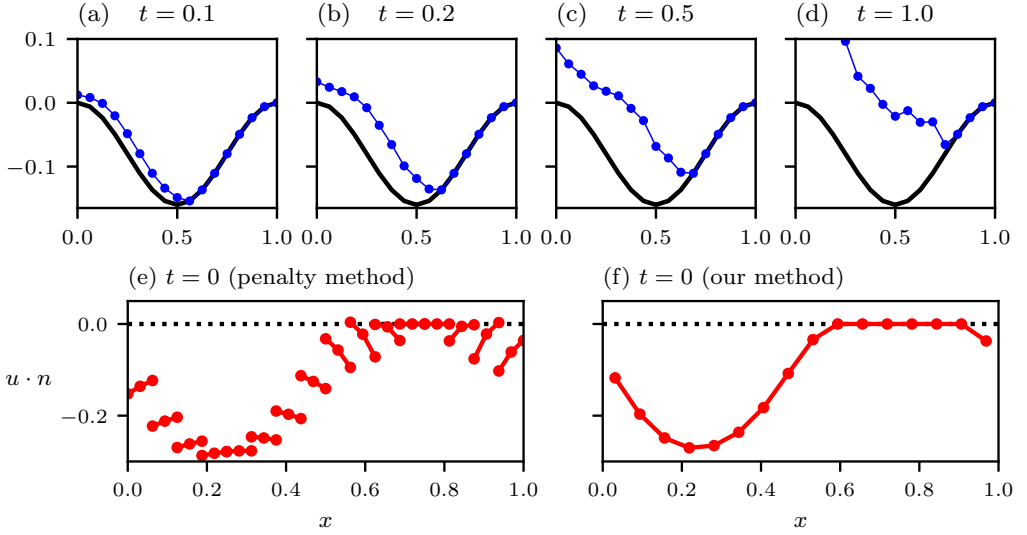 (a) t = 0.1
(b) t = 0.2
(c) t = 0.5
(d) t = 1.0
0.1
0.0
−0.1
0.0 0.5 1.0
0.0 0.5 1.0
0.0 0.5 1.0
0.0 0.5 1.0
(e) t = 0 (penalty method)
(f) t = 0 (our method)
0.0
u · n
−0.2
0.0 0.2 0.4 0.6 0.8 1.0
0.0 0.2 0.4 0.6 0.8 1.0
x
x